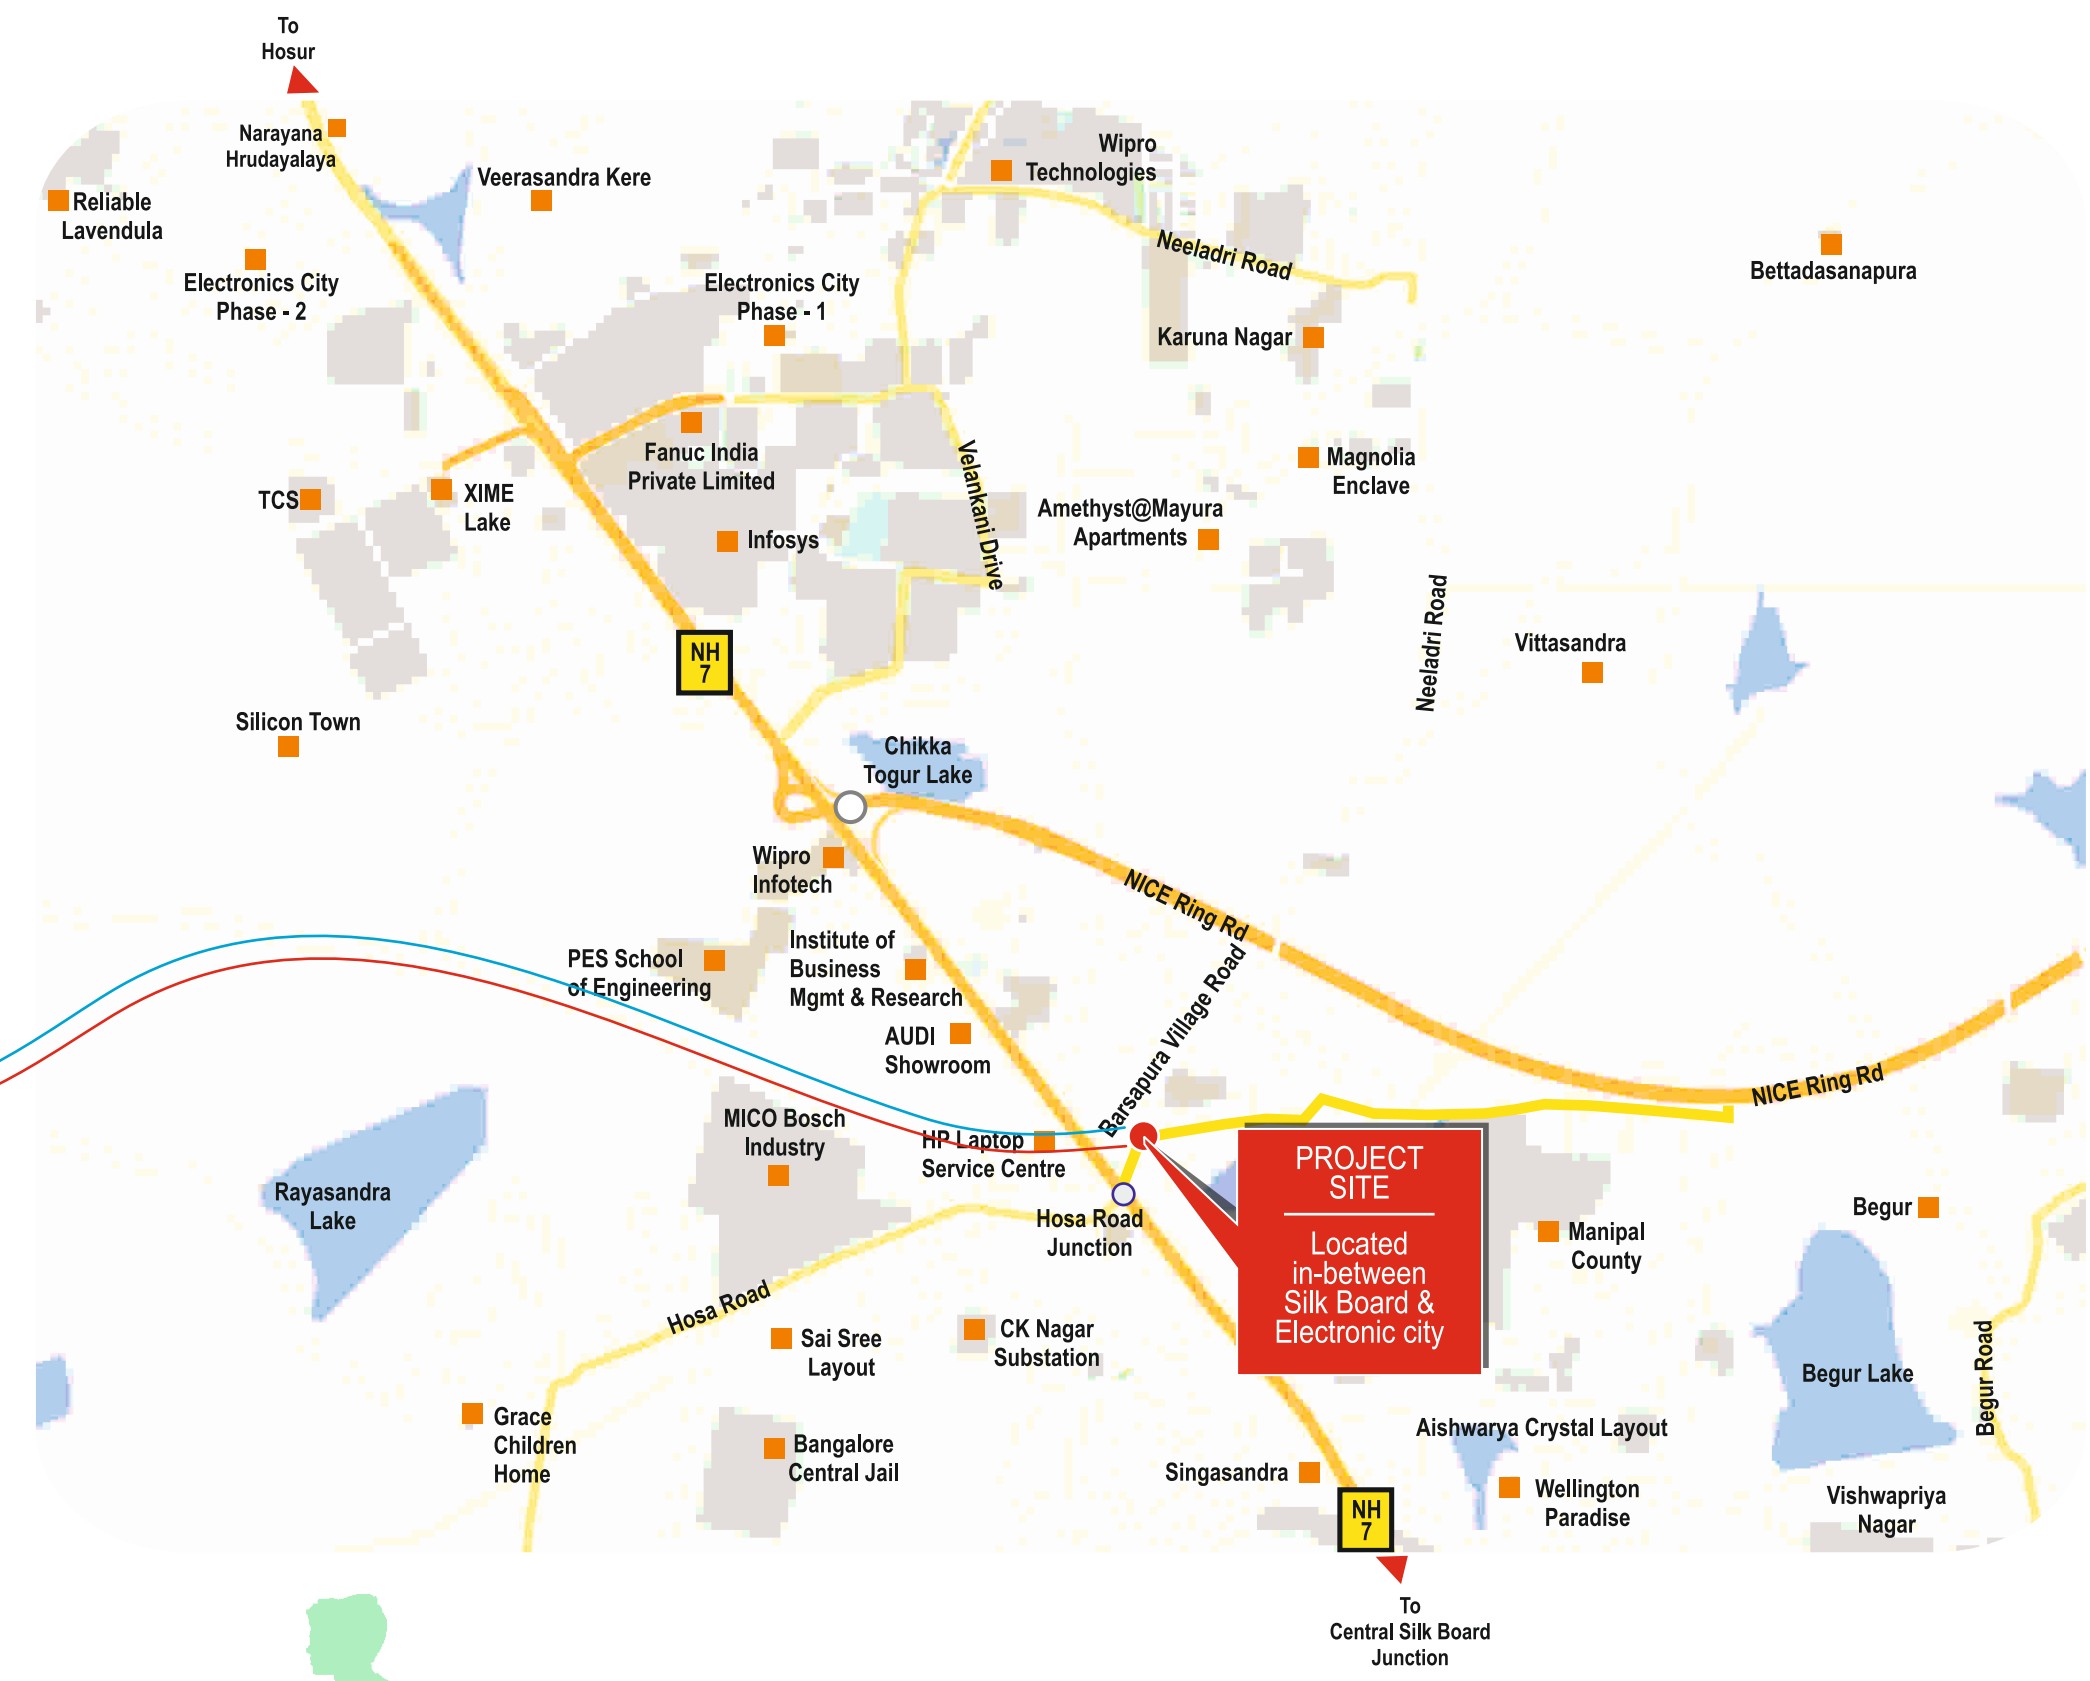 To
Hosur
Narayana
Hrudayalaya
Reliable
Lavendula
Veerasandra Kere
Wipro
Technologies
Electronics City
Phase - 2
Electronics City
Phase - 1
Neeladri Road
Bettadasanapura
Karuna Nagar
Fanuc India
Private Limited
Velankani Drive
Magnolia
Enclave
TCS
XIME
Lake
Infosys
Amethyst@Mayura
Apartments
Neeladri Road
Vittasandra
NH
7
Silicon Town
Chikka
Togur Lake
Wipro
Infotech
NICE Ring Rd
PES School
of Engineering
Institute of
Business
Mgmt & Research
Barsapura Village Road
AUDI
Showroom
NICE Ring Rd
MICO Bosch
Industry
HP Laptop
Service Centre
PROJECT
SITE
Located
in-between
Silk Board &
Electronic city
Rayasandra
Lake
Hosa Road
Junction
Manipal
County
Begur
Hosa Road
Sai Sree
Layout
CK Nagar
Substation
Begur Lake
Begur Road
Grace
Children
Home
Bangalore
Central Jail
Aishwarya Crystal Layout
Singasandra
Wellington
Paradise
Vishwapriya
Nagar
NH
7
To
Central Silk Board
Junction